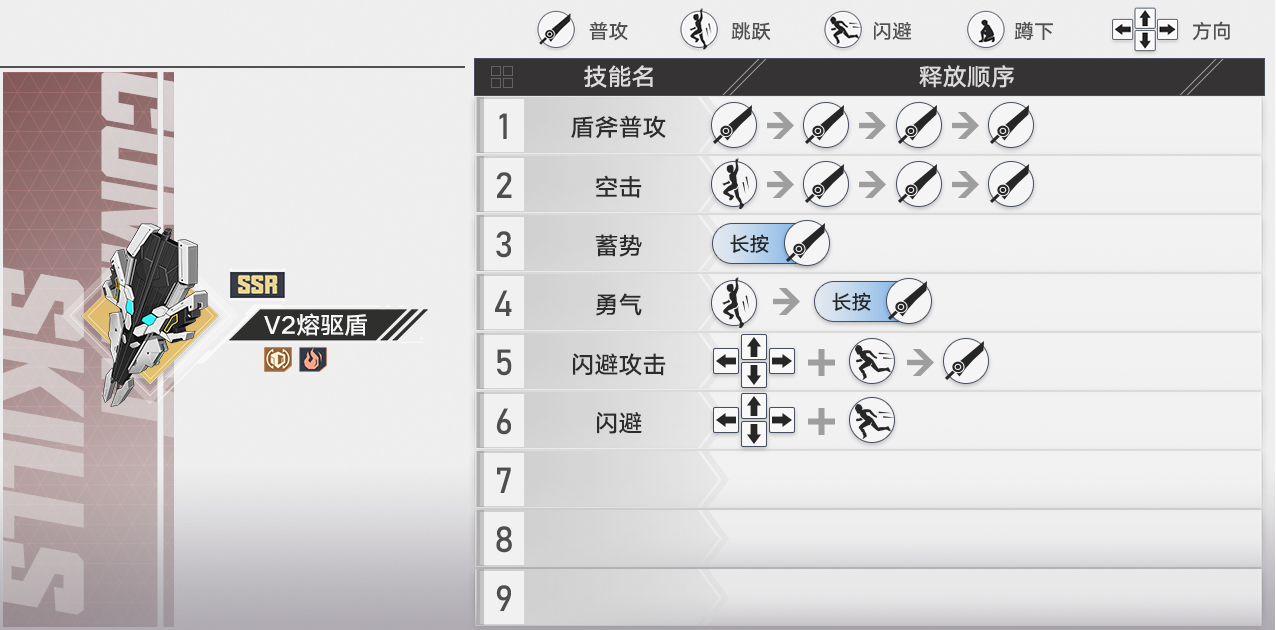 普攻 跳跃 闪避 蹲下 方向
技能名 释放顺序
COM
SKILLS
SSR
V2熔驱盾
1 盾斧普攻
2 空击
3 蓄势 长按
4 勇气 长按
5 闪避攻击
6 闪避
7
8
9